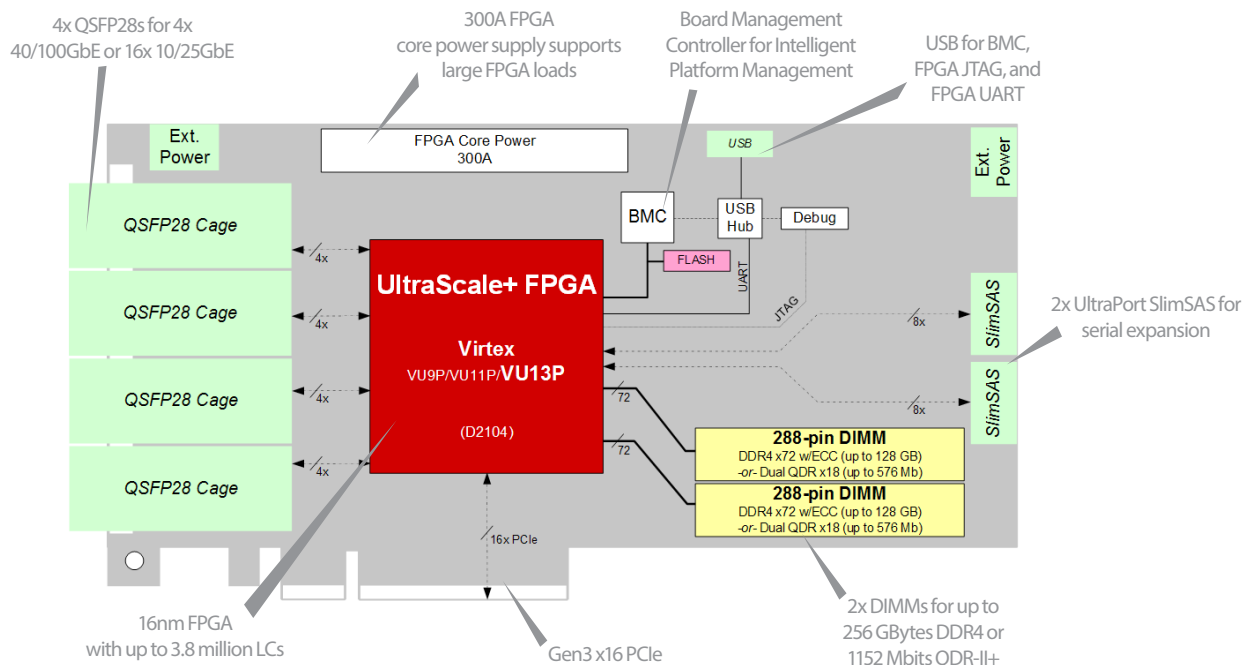 4x QSFP28s for 4x
40/100GbE or 16x 10/25GbE
300A FPGA
core power supply supports
large FPGA loads
Board Management
Controller for Intelligent
Platform Management
USB for BMC,
FPGA JTAG, and
FPGA UART
Ext.
Power
FPGA Core Power
300A
USB
Ext.
Power
QSFP28 Cage
4x
BMC
USB
Hub
Debug
FLASH
UART
JTAG
QSFP28 Cage
4x
UltraScale+ FPGA
Virtex
VU9P/VU11P/VU13P
(D2104)
8x
SlimSAS
2x UltraPort SlimSAS for
serial expansion
QSFP28 Cage
4x
72
8x
SlimSAS
QSFP28 Cage
4x
72
288-pin DIMM
DDR4 x72 w/ECC (up to 128 GB)
-or- Dual QDR x18 (up to 576 Mb)
288-pin DIMM
DDR4 x72 w/ECC (up to 128 GB)
-or- Dual QDR x18 (up to 576 Mb)
16x PCIe
16nm FPGA
with up to 3.8 million LCs
Gen3 x16 PCIe
2x DIMMs for up to
256 GBytes DDR4 or
1152 Mbits QDR-II+